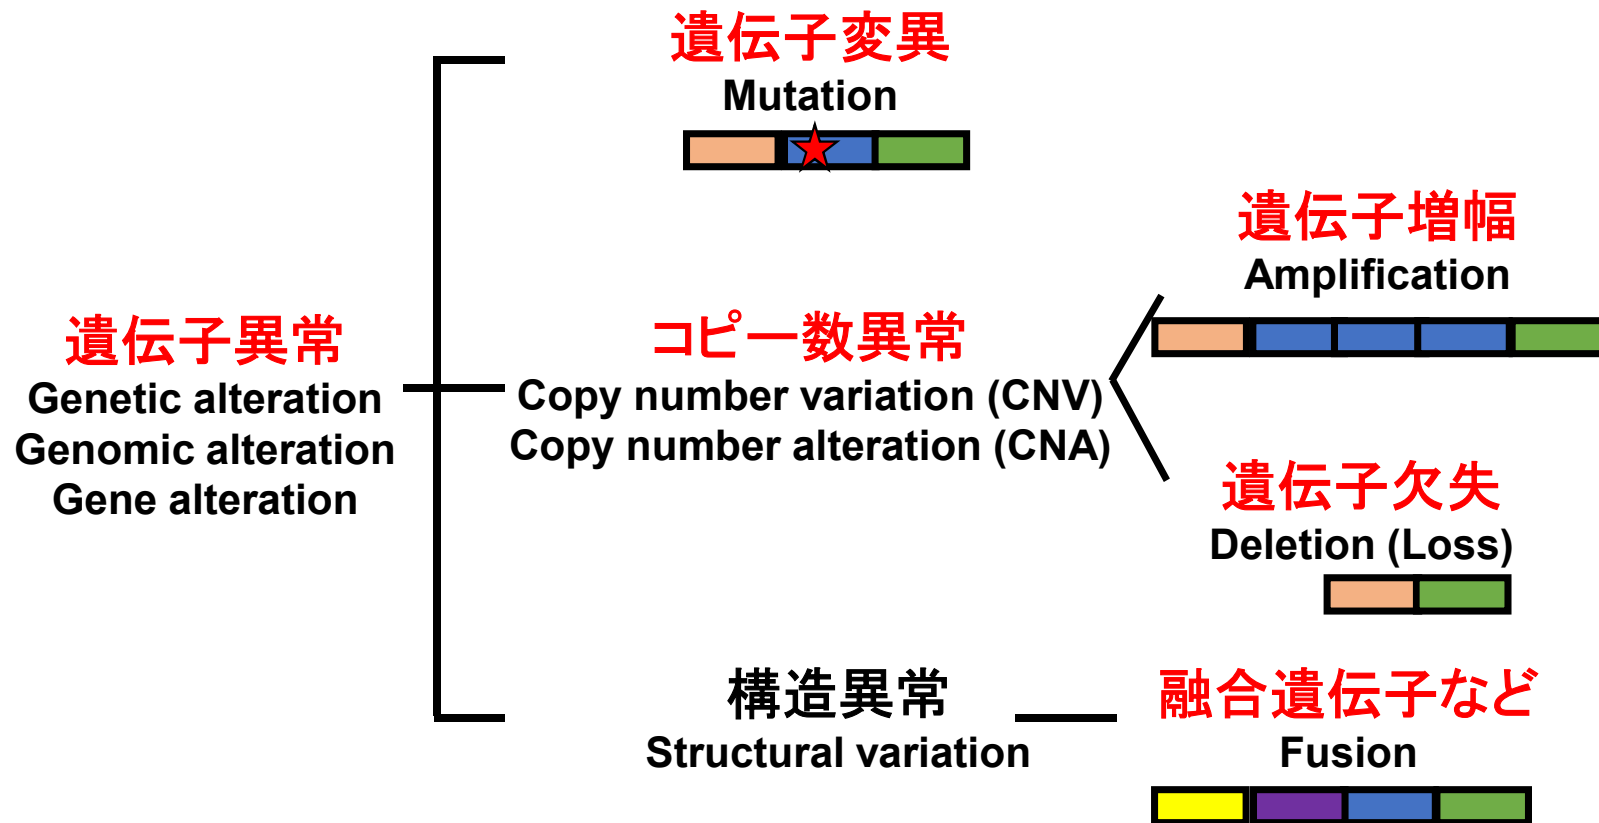 遺伝子変異
Mutation
遺伝子増幅
Amplification
遺伝子異常
Genetic alteration
Genomic alteration
Gene alteration
コピー数異常
Copy number variation (CNV)
Copy number alteration (CNA)
遺伝子欠失
Deletion (Loss)
構造異常
Structural variation
融合遺伝子など
Fusion